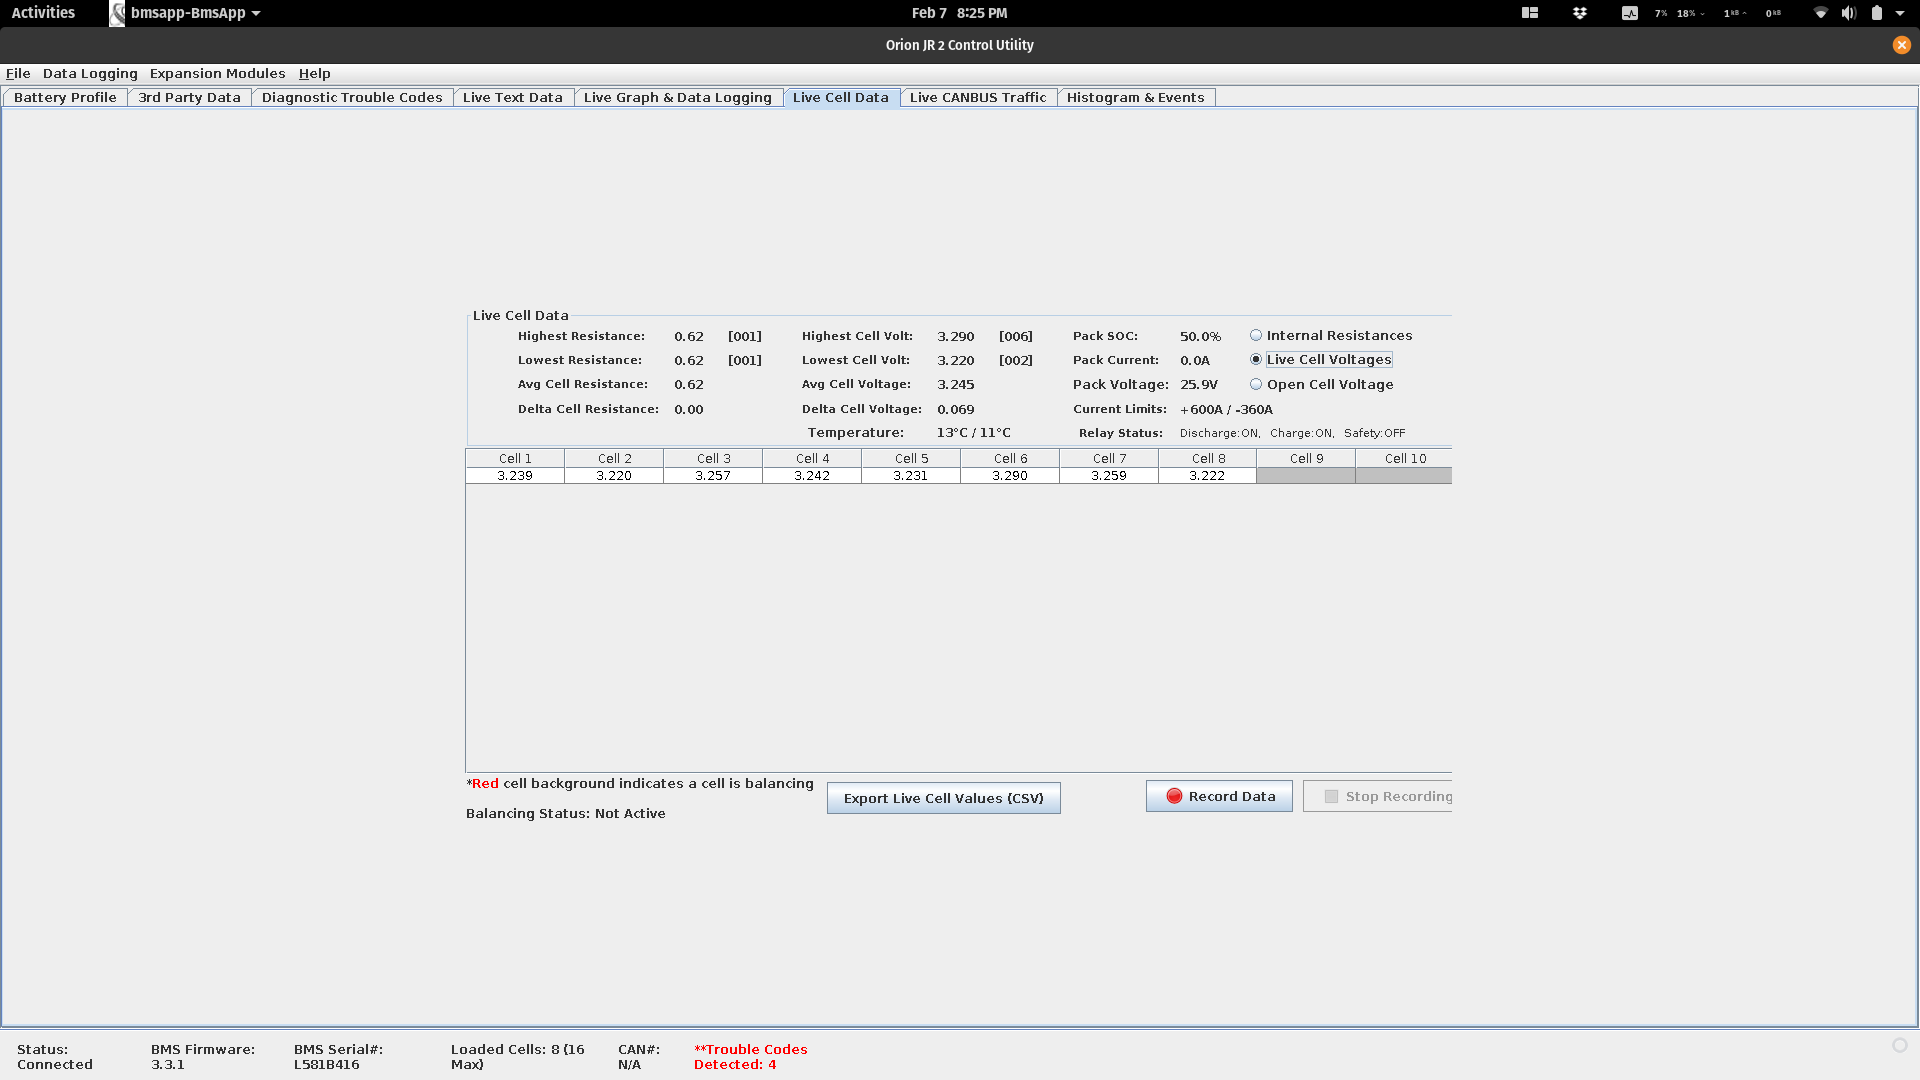 Activities bmsapp-BmsApp Feb 7 8:25 PM 7% 18% 1 kB 0 kB
Orion JR 2 Control Utility
File Data Logging Expansion Modules Help
Battery Profile 3rd Party Data Diagnostic Trouble Codes Live Text Data Live Graph & Data Logging Live Cell Data Live CANBUS Traffic Histogram & Events
Live Cell Data
Highest Resistance: 0.62 [001] Highest Cell Volt: 3.290 [006] Pack SOC: 50.0% Internal Resistances
Lowest Resistance: 0.62 [001] Lowest Cell Volt: 3.220 [002] Pack Current: 0.0A Live Cell Voltages
Avg Cell Resistance: 0.62 Avg Cell Voltage: 3.245 Pack Voltage: 25.9V Open Cell Voltage
Delta Cell Resistance: 0.00 Delta Cell Voltage: 0.069 Current Limits: +600A / -360A
Temperature: 13°C / 11°C Relay Status: Discharge:ON, Charge:ON, Safety:OFF
Cell 1 Cell 2 Cell 3 Cell 4 Cell 5 Cell 6 Cell 7 Cell 8 Cell 9 Cell 10
3.239 3.220 3.257 3.242 3.231 3.290 3.259 3.222
*Red cell background indicates a cell is balancing
Export Live Cell Values (CSV) Record Data Stop Recording
Balancing Status: Not Active
Status: BMS Firmware: BMS Serial#: Loaded Cells: 8 (16 CAN#: **Trouble Codes
Connected 3.3.1 L581B416 Max) N/A Detected: 4